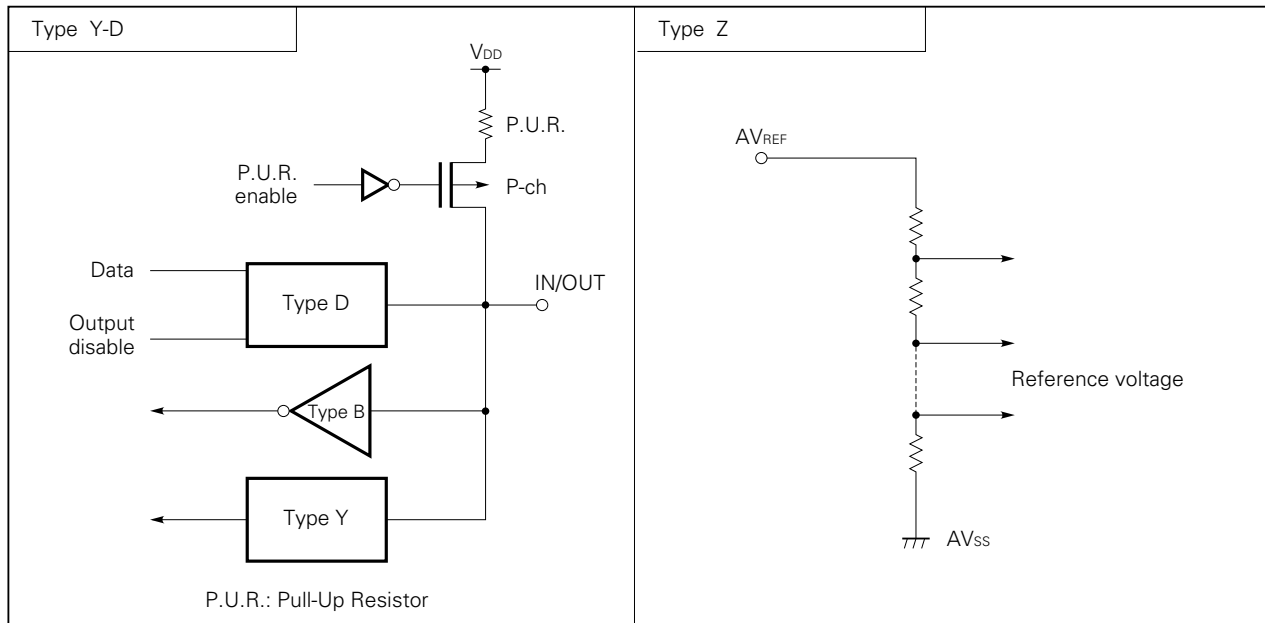 Type Y-D
VDD
P.U.R.
P.U.R.
enable
P-ch
Data
IN/OUT
Type D
Output
disable
Type B
Type Y
P.U.R.: Pull-Up Resistor
Type Z
AVREF
Reference voltage
AVSS